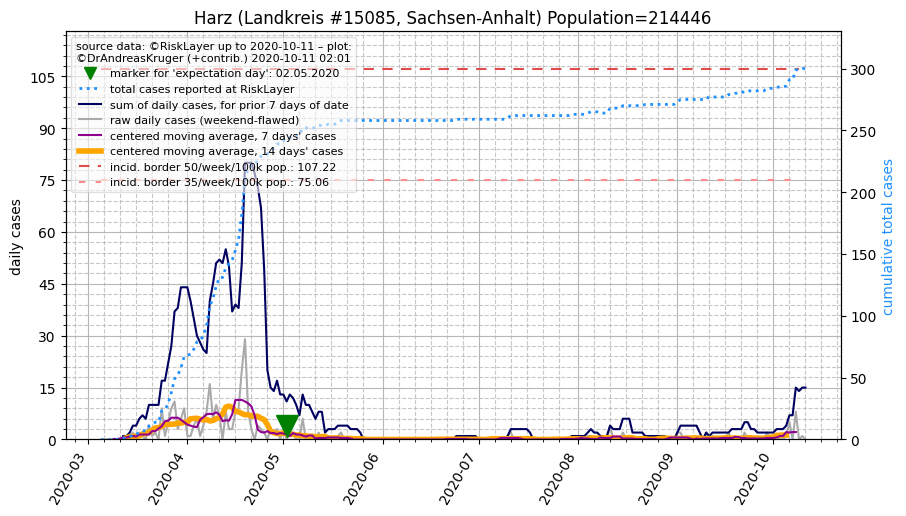 Harz (Landkreis #15085, Sachsen-Anhalt) Population=214446
source data: ©RiskLayer up to 2020-10-11 – plot:
©DrAndreasKruger (+contrib.) 2020-10-11 02:01
marker for 'expectation day': 02.05.2020
total cases reported at RiskLayer
sum of daily cases, for prior 7 days of date
raw daily cases (weekend-flawed)
centered moving average, 7 days' cases
centered moving average, 14 days' cases
incid. border 50/week/100k pop.: 107.22
incid. border 35/week/100k pop.: 75.06
daily cases
105
90
75
60
45
30
15
0
cumulative total cases
300
250
200
150
100
50
0
2020-03
2020-04
2020-05
2020-06
2020-07
2020-08
2020-09
2020-10